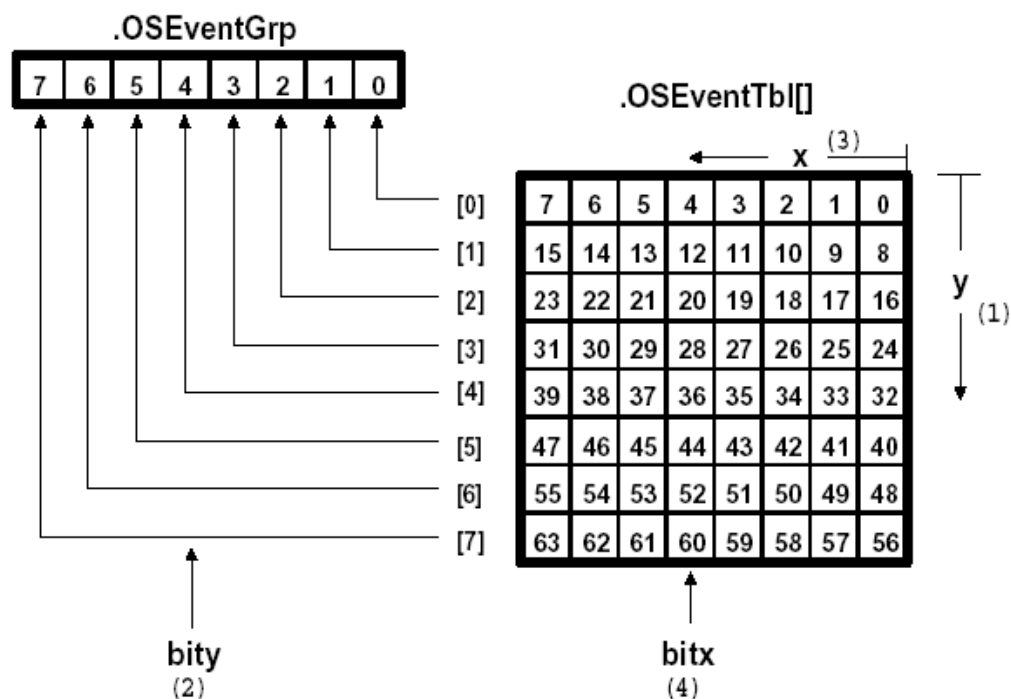 .OSEventGrp
7 6 5 4 3 2 1 0
.OSEventTbl[]
x (3)
[0] 7 6 5 4 3 2 1 0
[1] 15 14 13 12 11 10 9 8
[2] 23 22 21 20 19 18 17 16
y (1)
[3] 31 30 29 28 27 26 25 24
[4] 39 38 37 36 35 34 33 32
[5] 47 46 45 44 43 42 41 40
[6] 55 54 53 52 51 50 49 48
[7] 63 62 61 60 59 58 57 56
bity bitx
(2) (4)